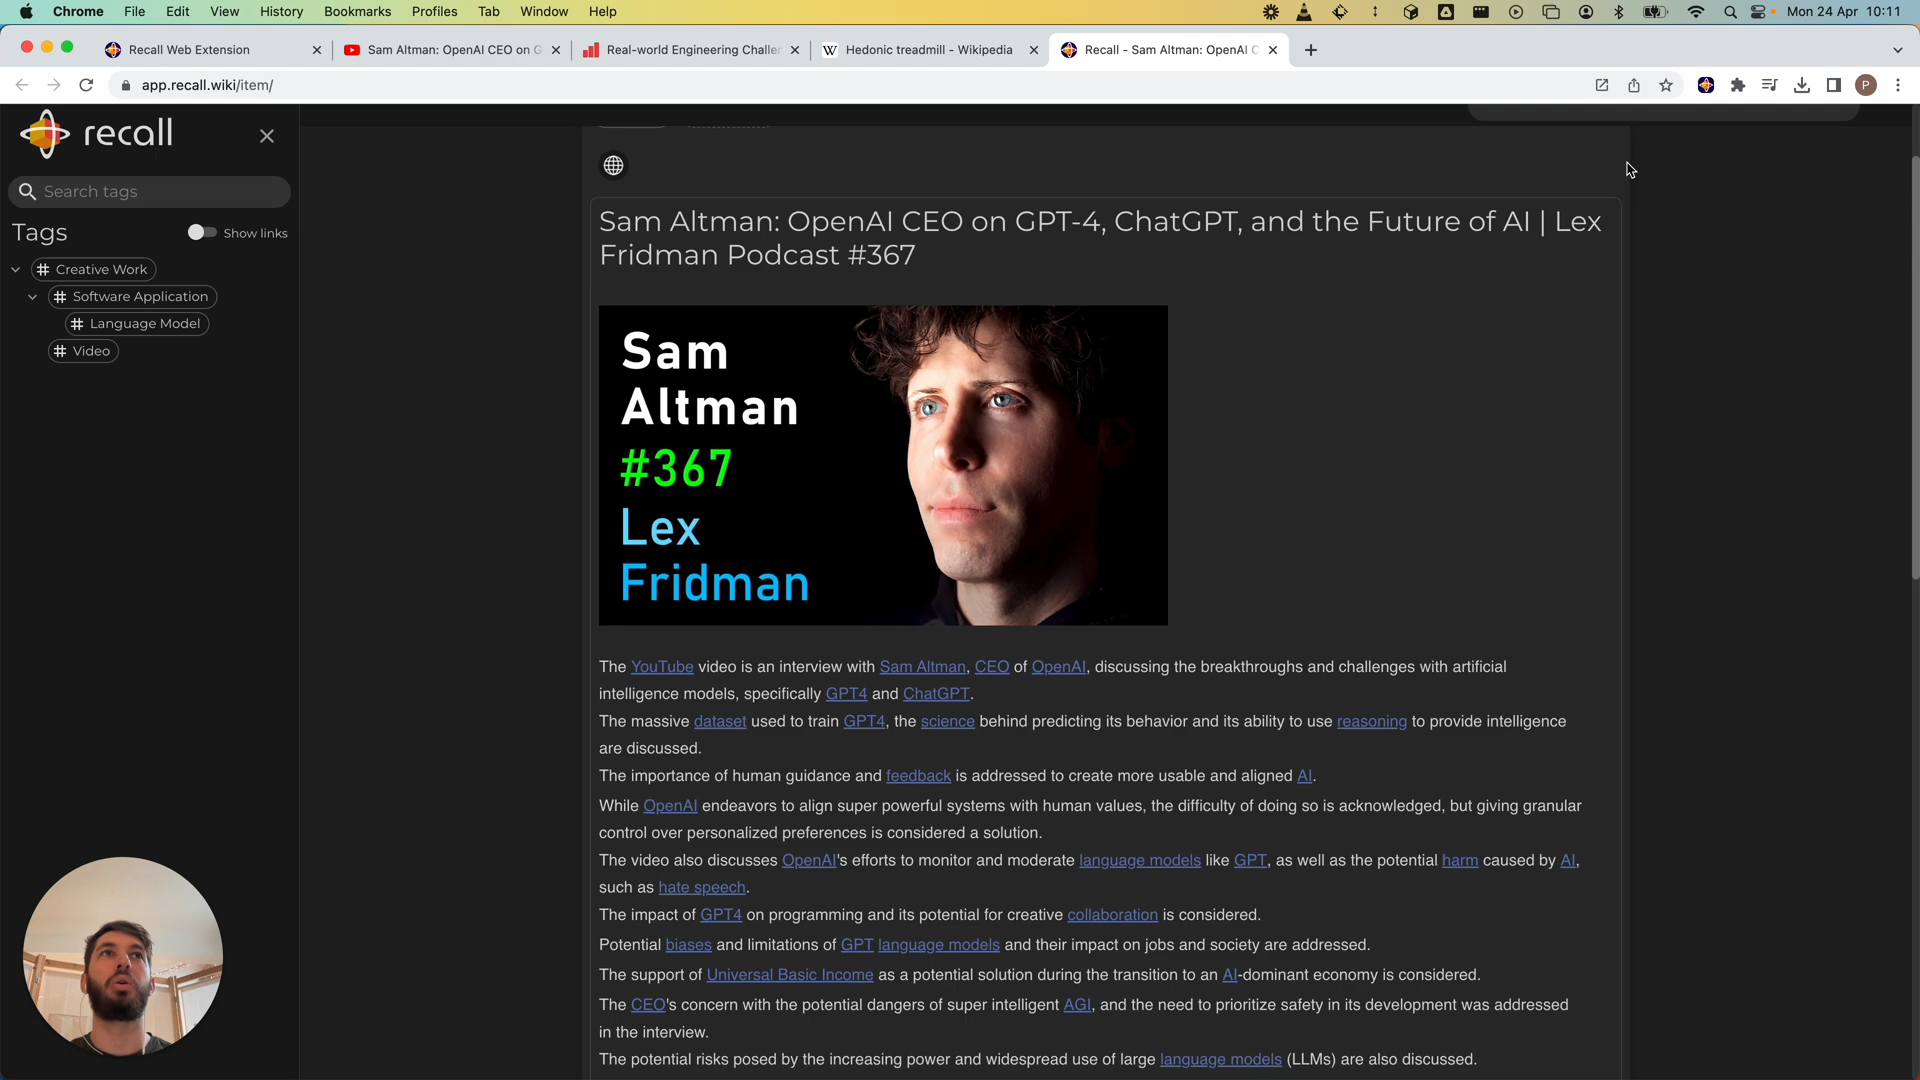 Chrome File Edit View History Bookmarks Profiles Tab Window Help Mon 24 Apr 10:11
Recall Web Extension Sam Altman: OpenAI CEO on G Real-world Engineering Challen Hedonic treadmill - Wikipedia Recall - Sam Altman: OpenAI C
app.recall.wiki/item/ P
recall
Search tags
Tags Show links
# Creative Work
# Software Application
# Language Model
# Video
Sam Altman: OpenAI CEO on GPT-4, ChatGPT, and the Future of AI | Lex
Fridman Podcast #367
Sam
Altman
#367
Lex
Fridman
The YouTube video is an interview with Sam Altman, CEO of OpenAI, discussing the breakthroughs and challenges with artificial
intelligence models, specifically GPT4 and ChatGPT.
The massive dataset used to train GPT4, the science behind predicting its behavior and its ability to use reasoning to provide intelligence
are discussed.
The importance of human guidance and feedback is addressed to create more usable and aligned AI.
While OpenAI endeavors to align super powerful systems with human values, the difficulty of doing so is acknowledged, but giving granular
control over personalized preferences is considered a solution.
The video also discusses OpenAI's efforts to monitor and moderate language models like GPT, as well as the potential harm caused by AI,
such as hate speech.
The impact of GPT4 on programming and its potential for creative collaboration is considered.
Potential biases and limitations of GPT language models and their impact on jobs and society are addressed.
The support of Universal Basic Income as a potential solution during the transition to an AI-dominant economy is considered.
The CEO's concern with the potential dangers of super intelligent AGI, and the need to prioritize safety in its development was addressed
in the interview.
The potential risks posed by the increasing power and widespread use of large language models (LLMs) are also discussed.